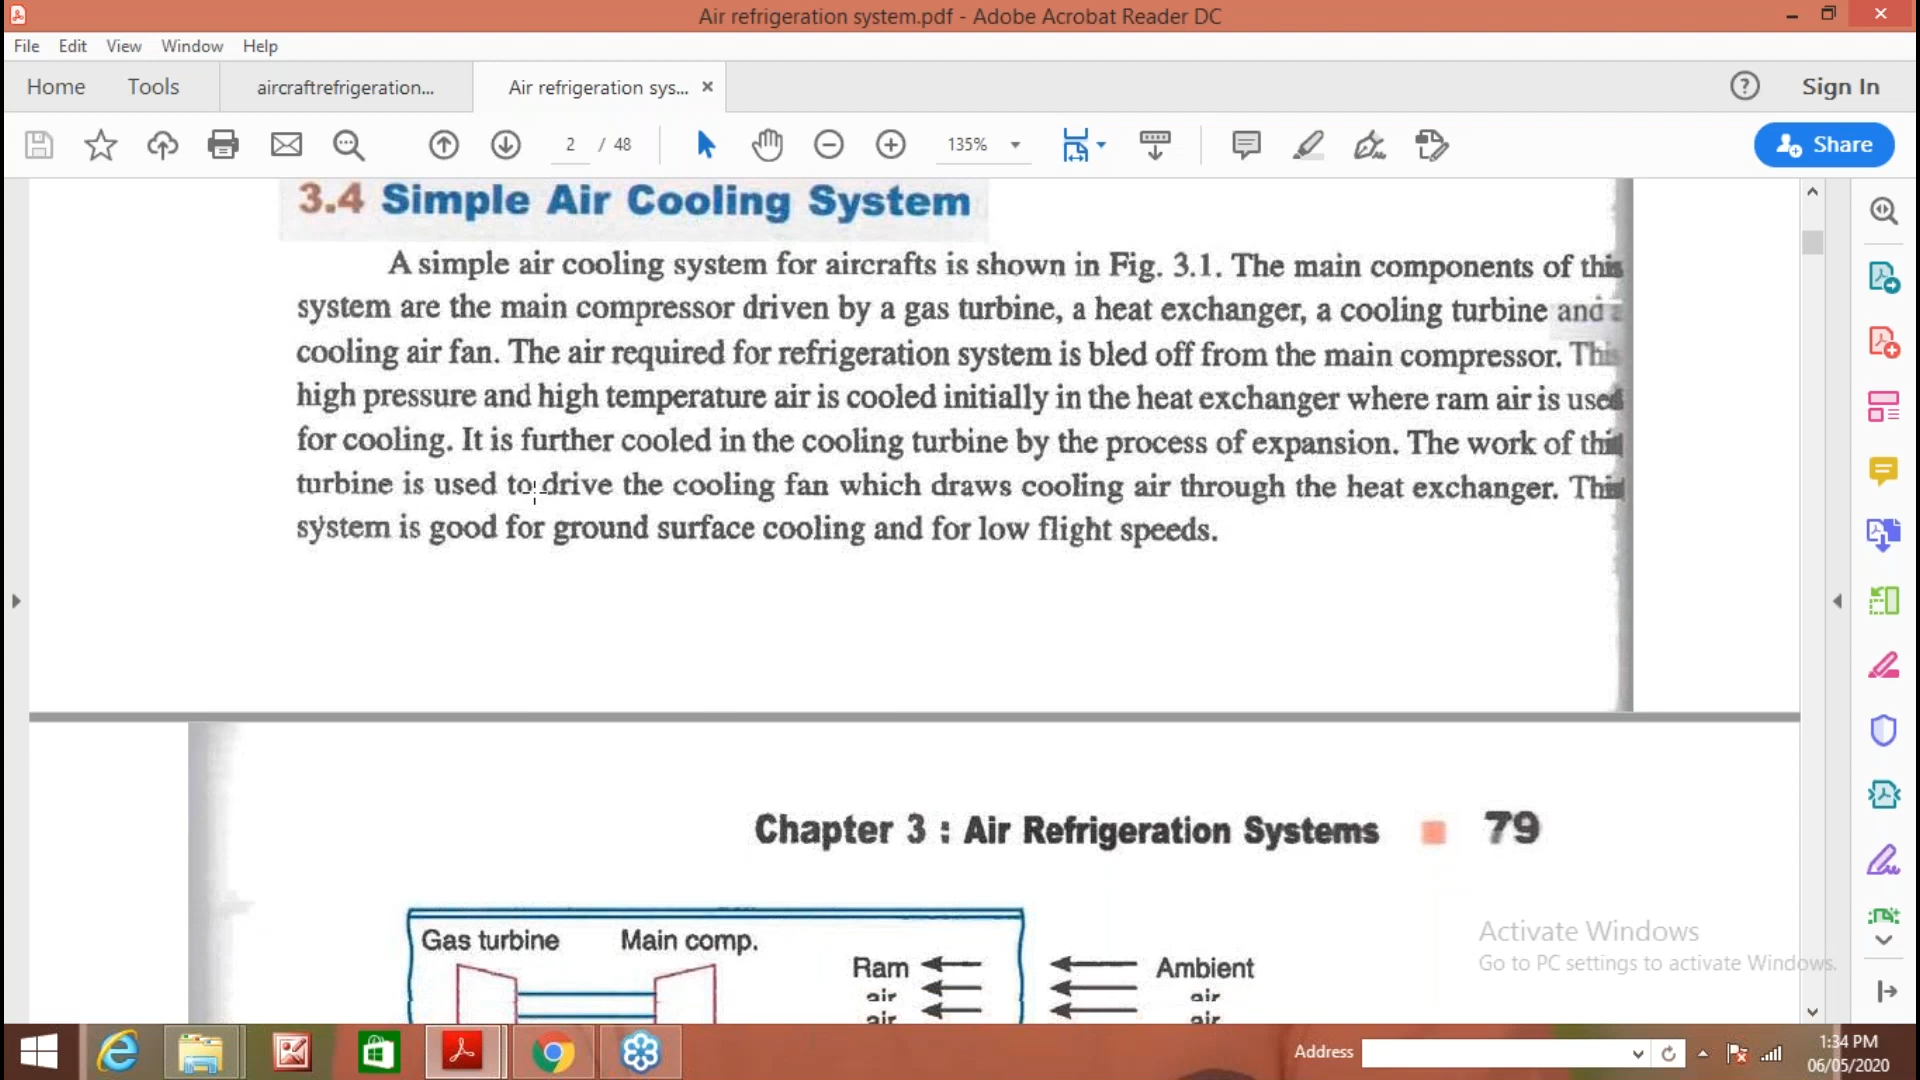 Air refrigeration system.pdf - Adobe Acrobat Reader DC
File Edit View Window Help
Home Tools aircraftrefrigeration... Air refrigeration sys... Sign In
2 / 48 135% Share
3.4 Simple Air Cooling System
A simple air cooling system for aircrafts is shown in Fig. 3.1. The main components of this
system are the main compressor driven by a gas turbine, a heat exchanger, a cooling turbine and a
cooling air fan. The air required for refrigeration system is bled off from the main compressor. This
high pressure and high temperature air is cooled initially in the heat exchanger where ram air is used
for cooling. It is further cooled in the cooling turbine by the process of expansion. The work of this
turbine is used to drive the cooling fan which draws cooling air through the heat exchanger. This
system is good for ground surface cooling and for low flight speeds.
Chapter 3 : Air Refrigeration Systems 79
Gas turbine Main comp.
Ram Ambient
air air
air air
Activate Windows
Go to PC settings to activate Windows.
Address
1:34 PM
06/05/2020